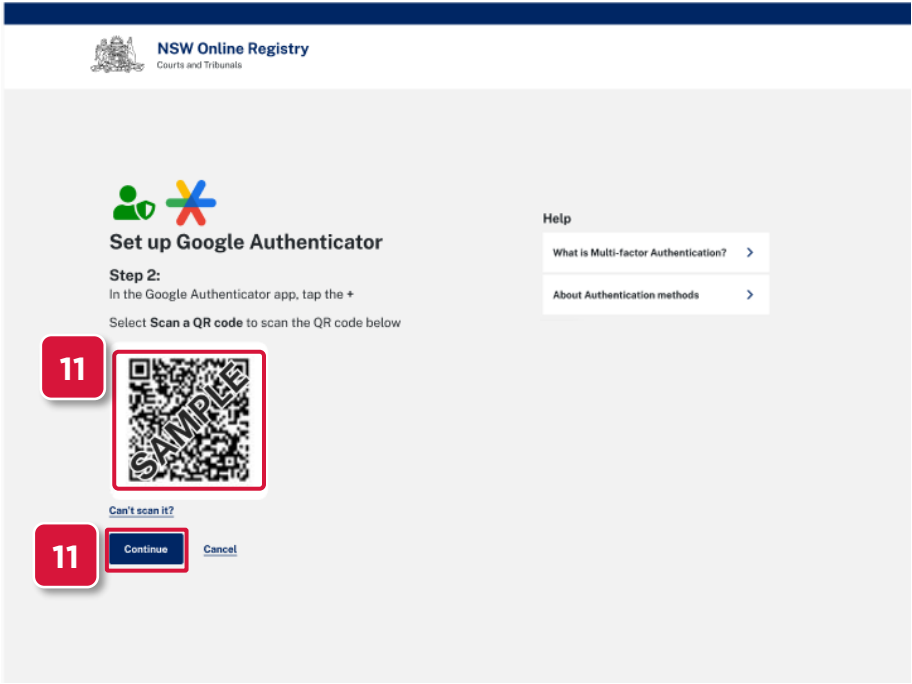 NSW Online Registry
Courts and Tribunals
Set up Google Authenticator
Step 2:
In the Google Authenticator app, tap the +
Select Scan a QR code to scan the QR code below
11
SAMPLE
Can't scan it?
11
Continue
Cancel
Help
What is Multi-factor Authentication?
About Authentication methods